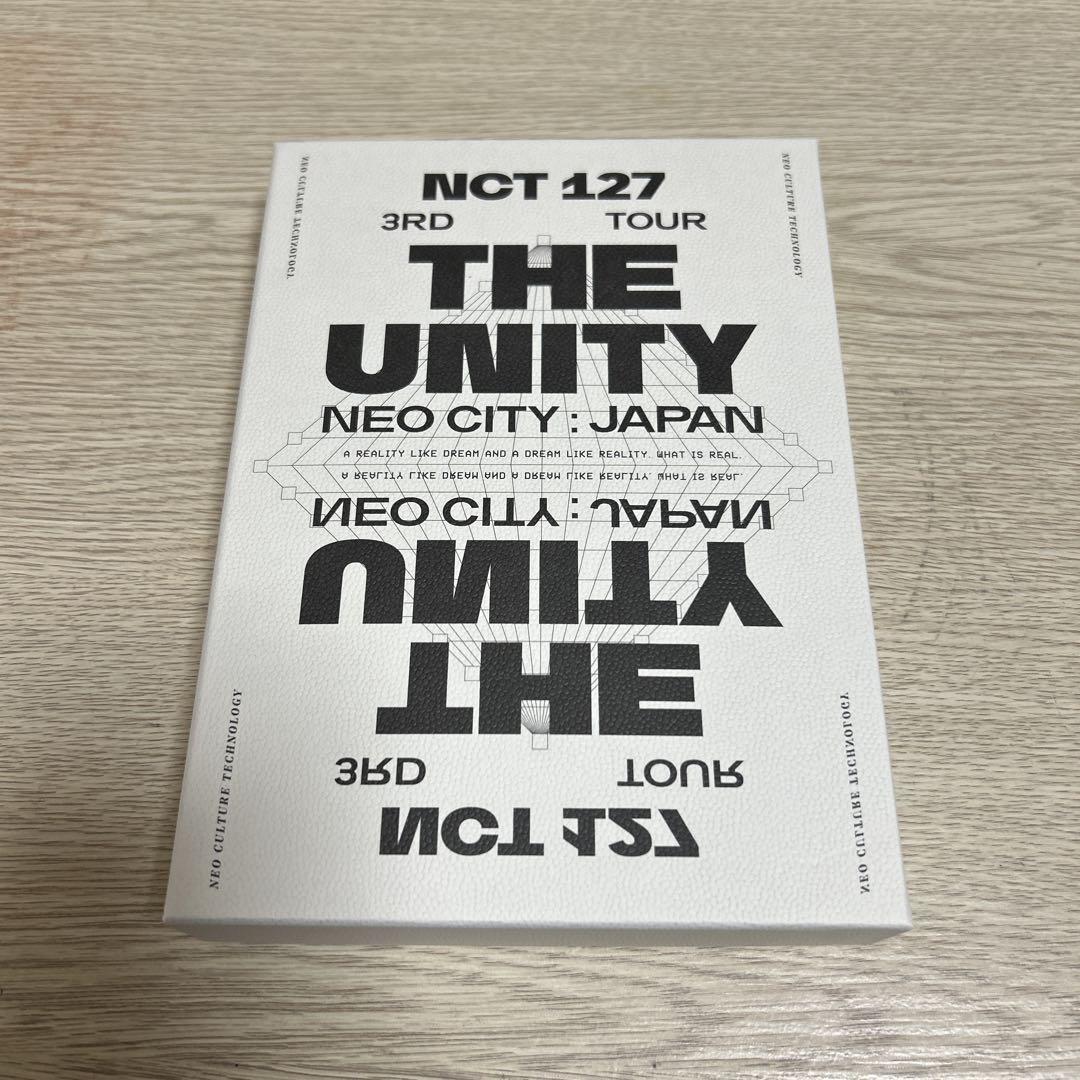 NCT 127
3RD TOUR
THE
UNITY
NEO CITY : JAPAN
A REALITY LIKE DREAM AND A DREAM LIKE REALITY. WHAT IS REAL.
A REALITY LIKE DREAM AND A DREAM LIKE REALITY. WHAT IS REAL.
NEO CITY : JAPAN
UNITY
THE
3RD TOUR
NCT 127
NEO CULTURE TECHNOLOGY
NEO CULTURE TECHNOLOGY
NEO CULTURE TECHNOLOGY
NEO CULTURE TECHNOLOGY